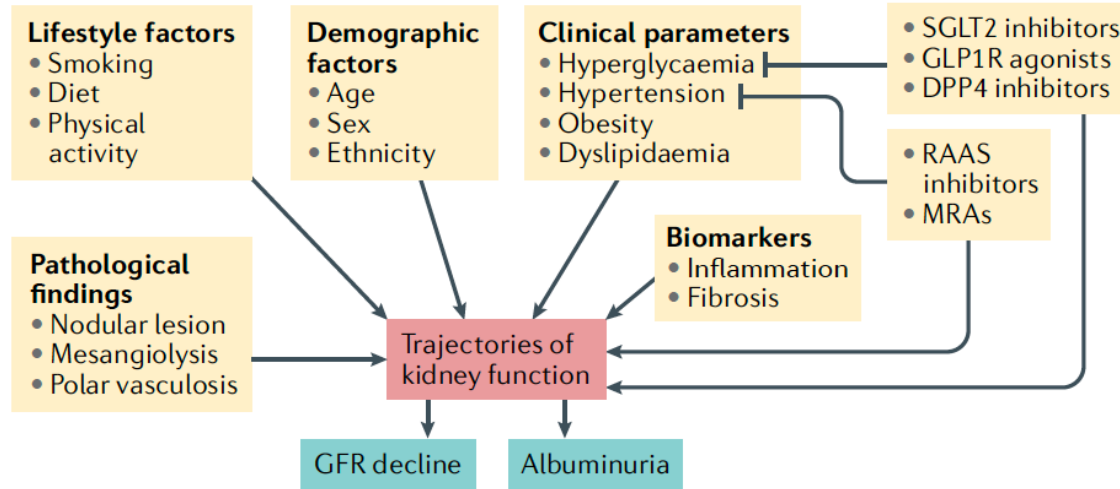 Lifestyle factors
Smoking
Diet
Physical
activity
Demographic
factors
Age
Sex
Ethnicity
Clinical parameters
Hyperglycaemia
Hypertension
Obesity
Dyslipidaemia
SGLT2 inhibitors
GLP1R agonists
DPP4 inhibitors
RAAS
inhibitors
MRAs
Pathological
findings
Nodular lesion
Mesangiolysis
Polar vasculosis
Biomarkers
Inflammation
Fibrosis
Trajectories of
kidney function
GFR decline
Albuminuria